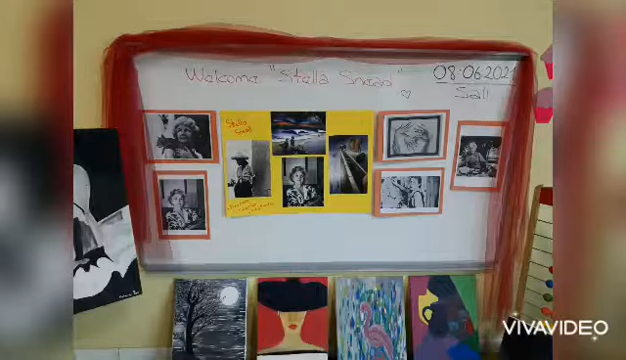 Welcome "Stella Snead"
08.06.2021
Salı
Stella
Snead
VIVAVIDEO